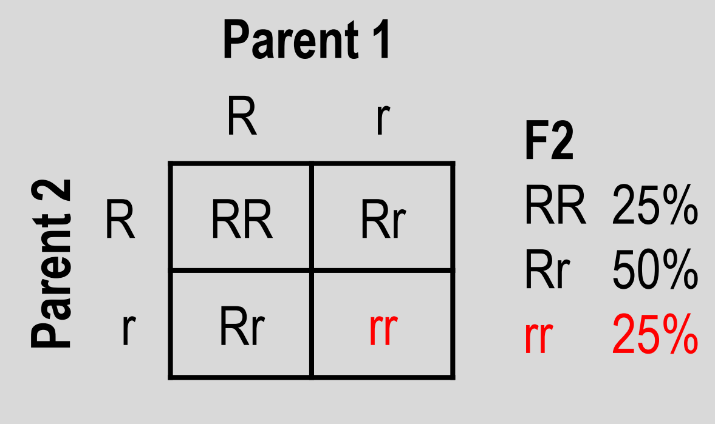 Parent 1
R r
Parent 2
R RR Rr
r Rr rr
F2
RR 25%
Rr 50%
rr 25%